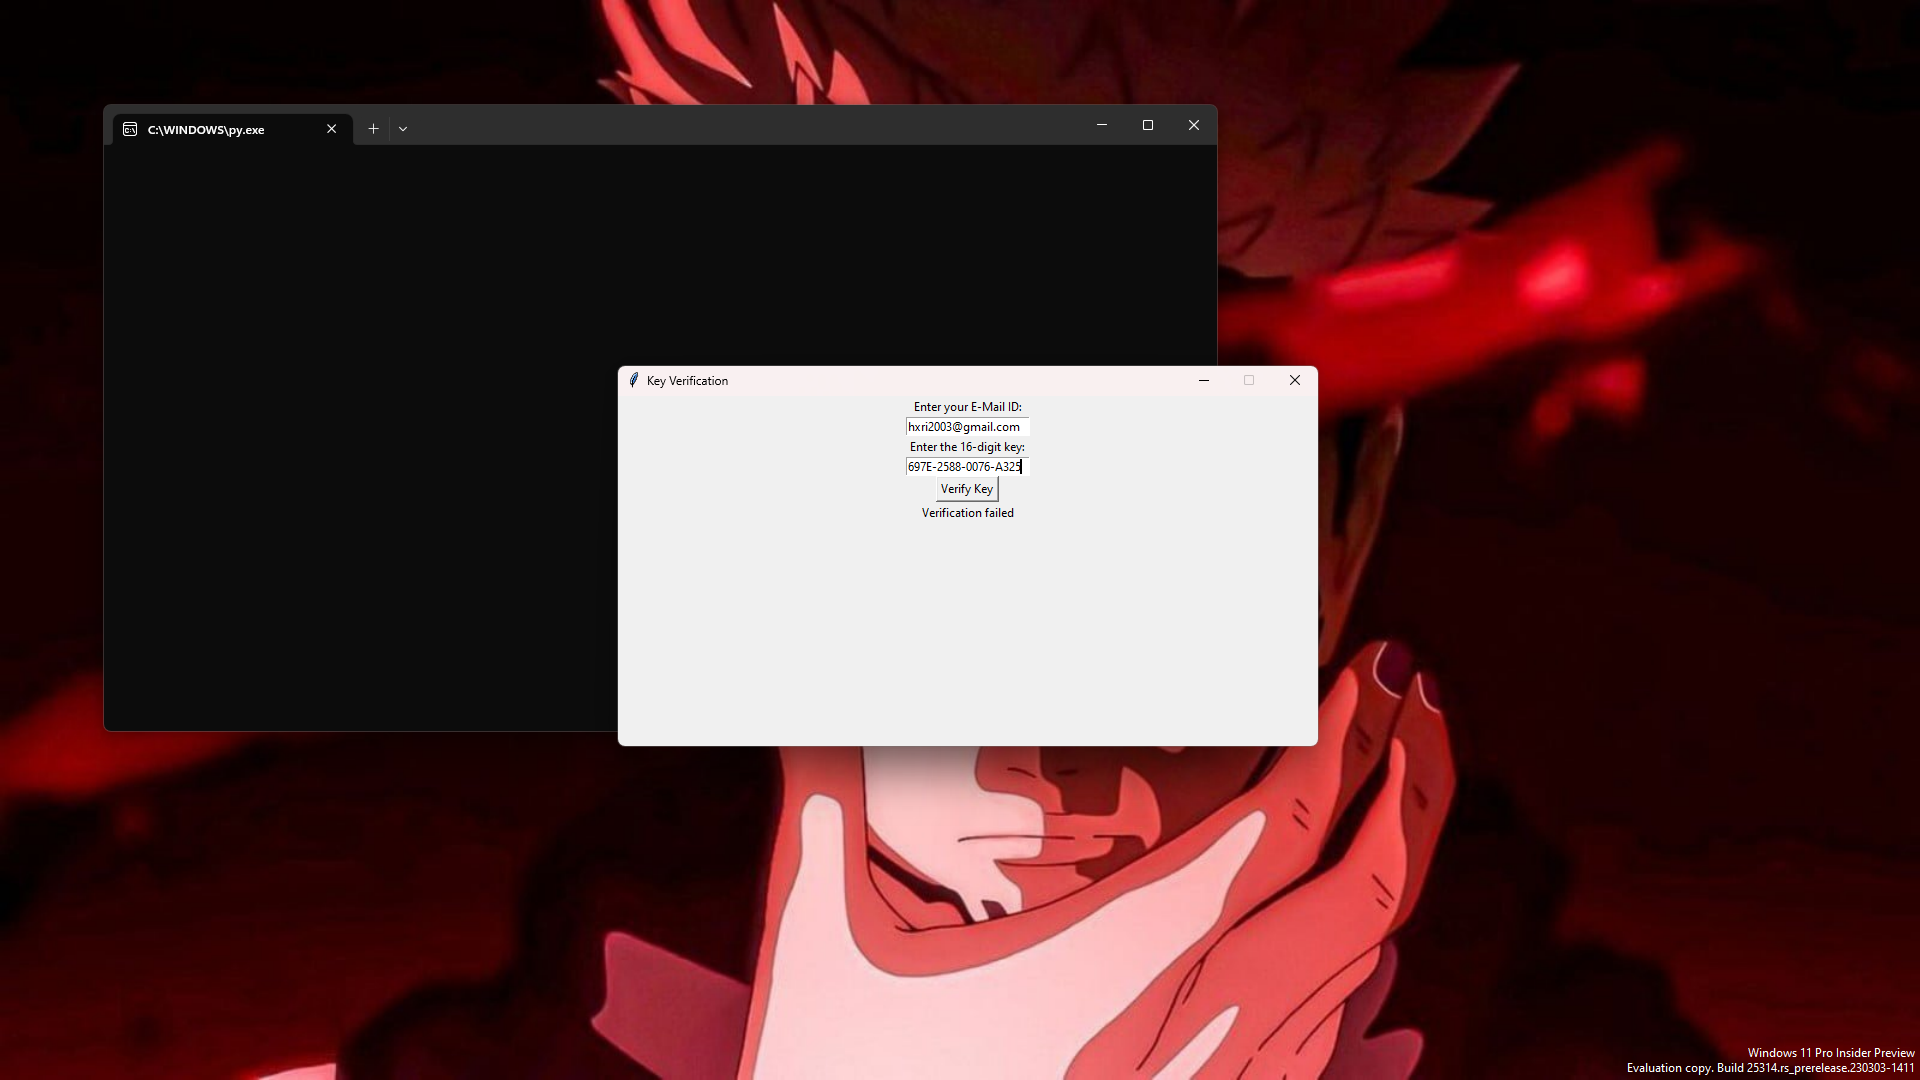 C:\WINDOWS\py.exe
Key Verification
Enter your E-Mail ID:
hxri2003@gmail.com
Enter the 16-digit key:
697E-2588-0076-A325
Verify Key
Verification failed
Windows 11 Pro Insider Preview
Evaluation copy. Build 25314.rs_prerelease.230303-1411